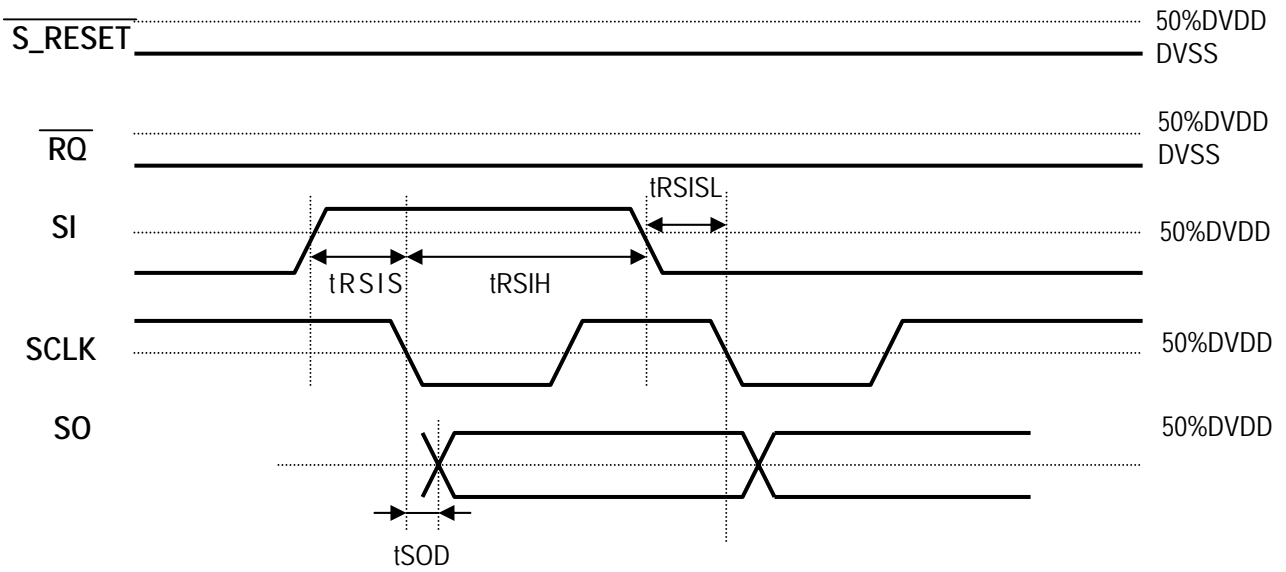 S_RESET
50%DVDD
DVSS
RQ
50%DVDD
DVSS
tRSISL
SI
50%DVDD
tRSIS
tRSIH
SCLK
50%DVDD
SO
50%DVDD
tSOD